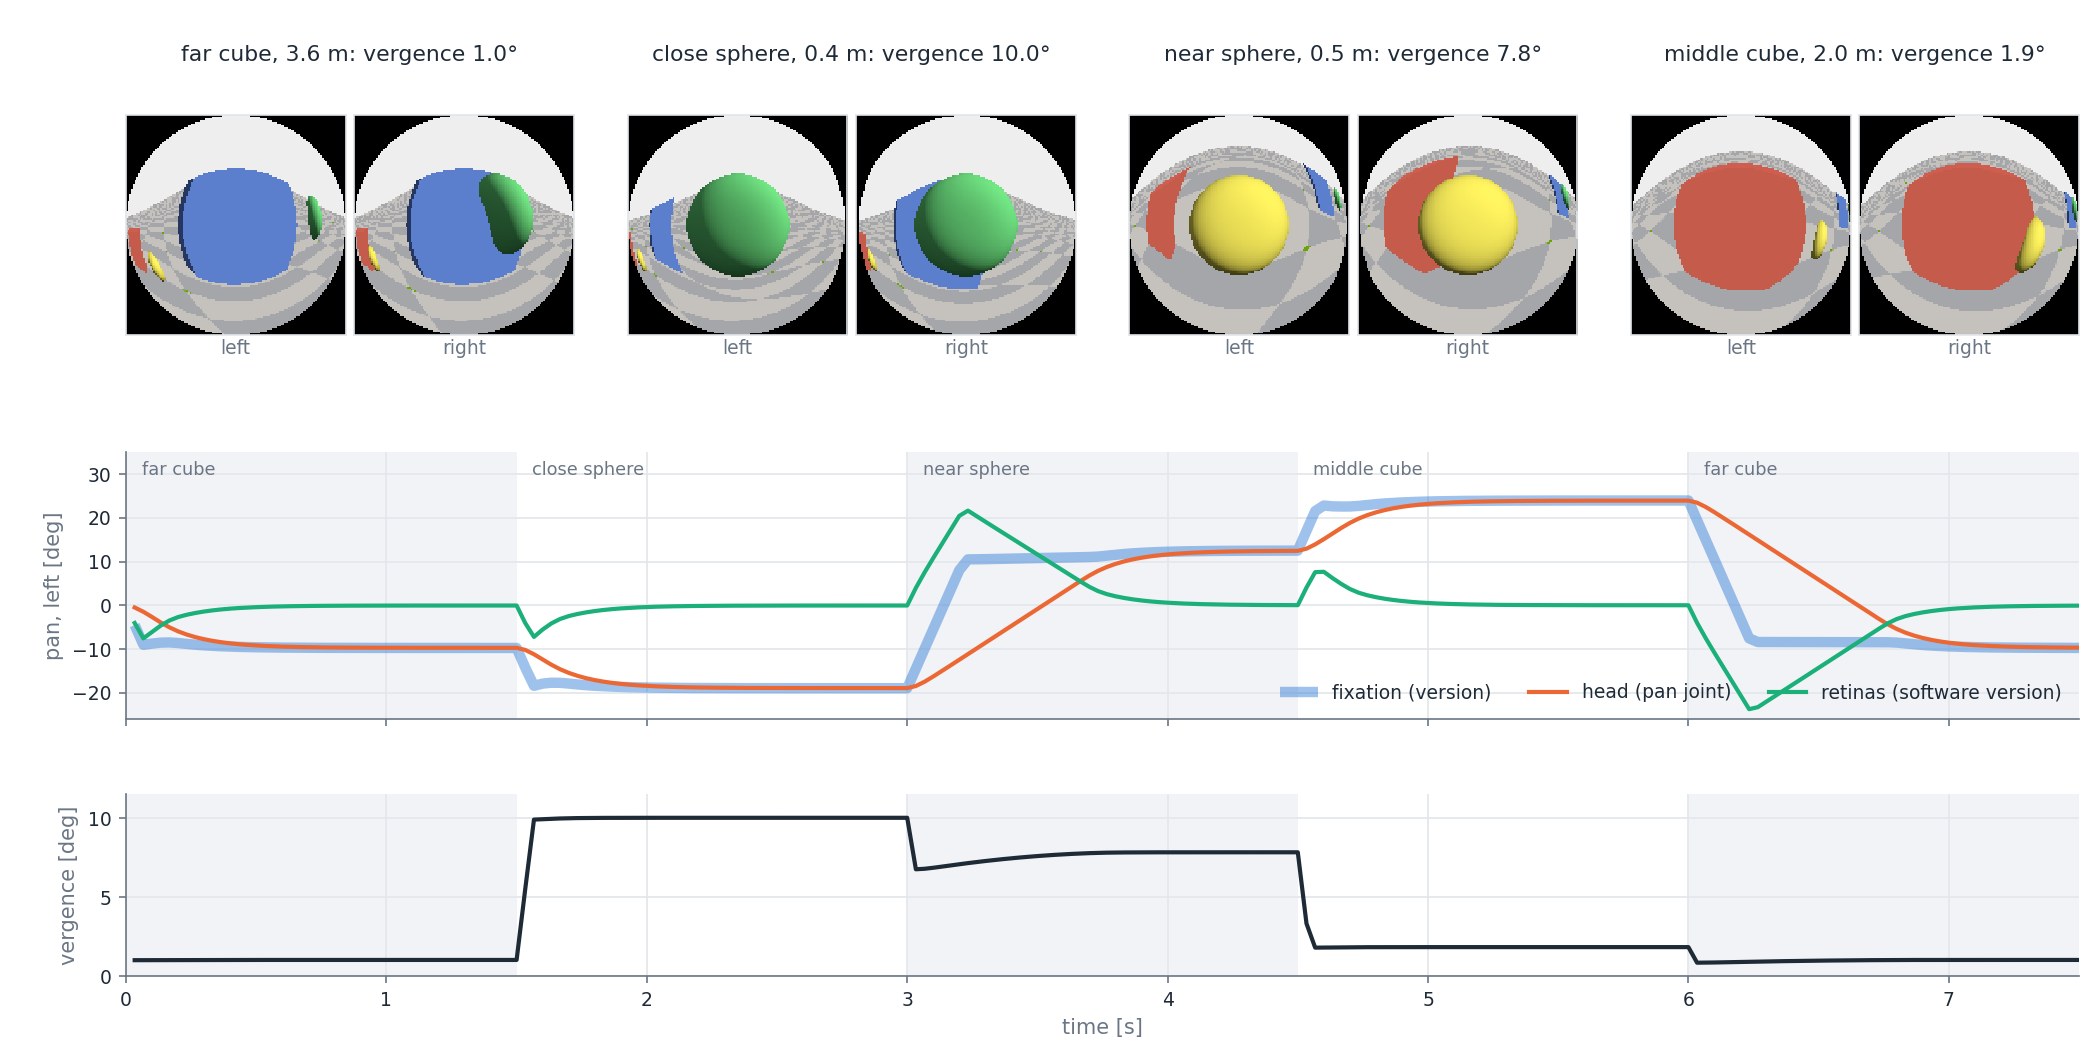 far cube, 3.6 m: vergence 1.0°
close sphere, 0.4 m: vergence 10.0°
near sphere, 0.5 m: vergence 7.8°
middle cube, 2.0 m: vergence 1.9°
left
right
left
right
left
right
left
right
pan, left [deg]
30
20
10
0
−10
−20
far cube
close sphere
near sphere
middle cube
far cube
fixation (version)
head (pan joint)
retinas (software version)
vergence [deg]
10
5
0
0
1
2
3
4
5
6
7
time [s]